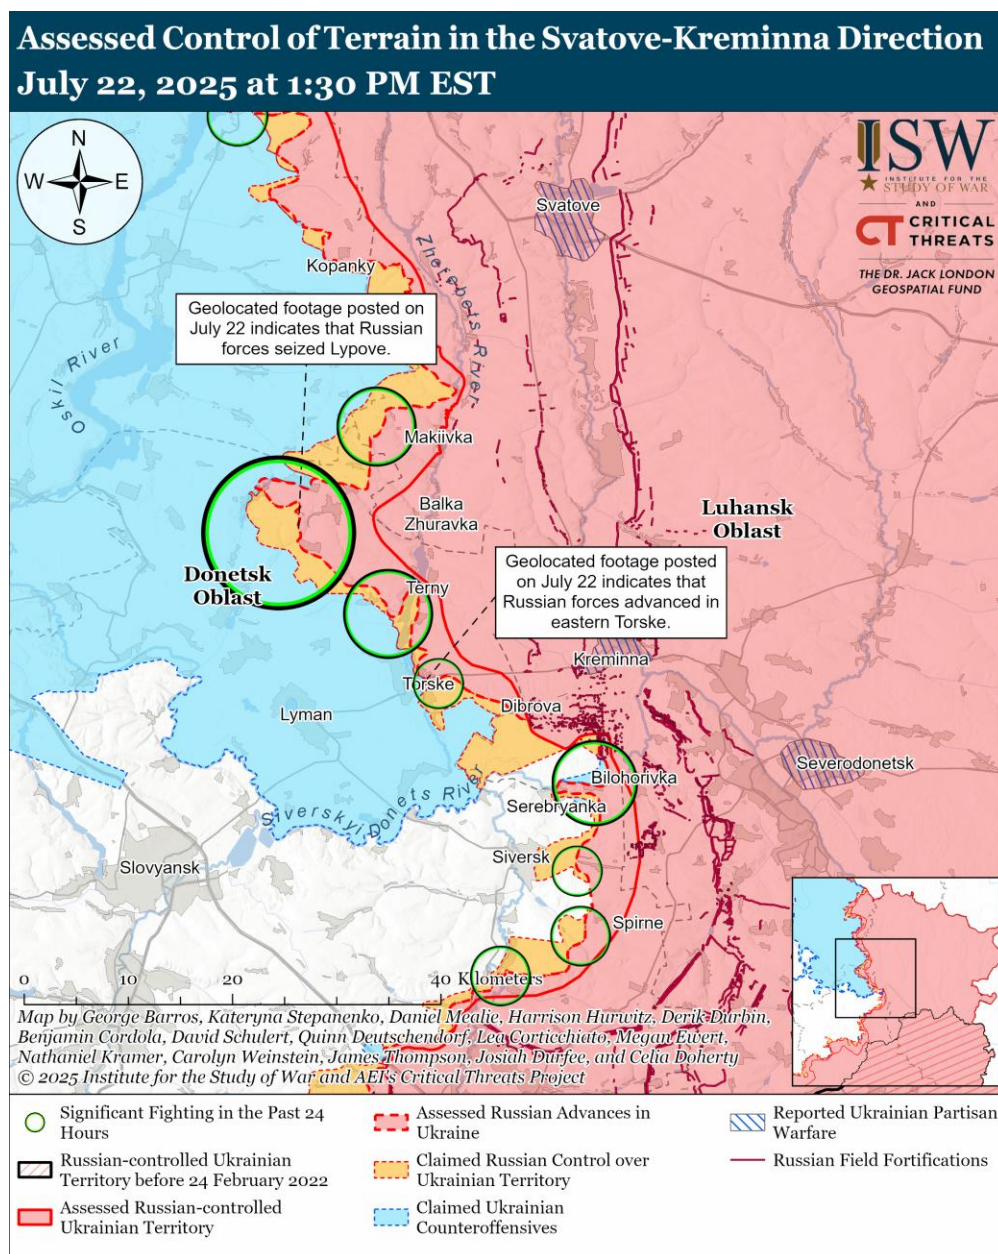 Assessed Control of Terrain in the Svatove-Kreminna Direction
July 22, 2025 at 1:30 PM EST
N
W
E
S
ISW
INSTITUTE FOR THE
STUDY OF WAR
AND
CT CRITICAL
THREATS
THE DR. JACK LONDON
GEOSPATIAL FUND
Svatove
Zherebets River
Kopanky
Geolocated footage posted on
July 22 indicates that Russian
forces seized Lypove.
Oskil River
Makiivka
Balka
Zhuravka
Luhansk
Oblast
Geolocated footage posted
on July 22 indicates that
Russian forces advanced in
eastern Torske.
Donetsk
Oblast
Terny
Kreminna
Torske
Dibrova
Lyman
Bilohorivka
Severodonetsk
Serebryanka
Siverskyi Donets River
Siversk
Slovyansk
Spirne
0
10
20
40 Kilometers
Map by George Barros, Kateryna Stepanenko, Daniel Mealie, Harrison Hurwitz, Derik Durbin,
Benjamin Cordola, David Schulert, Quinn Deutschendorf, Lea Corticchiato, Megan Ewert,
Nathaniel Kramer, Carolyn Weinstein, James Thompson, Josiah Durfee, and Celia Doherty
© 2025 Institute for the Study of War and AEI's Critical Threats Project
Significant Fighting in the Past 24
Hours
Russian-controlled Ukrainian
Territory before 24 February 2022
Assessed Russian-controlled
Ukrainian Territory
Assessed Russian Advances in
Ukraine
Claimed Russian Control over
Ukrainian Territory
Claimed Ukrainian
Counteroffensives
Reported Ukrainian Partisan
Warfare
Russian Field Fortifications